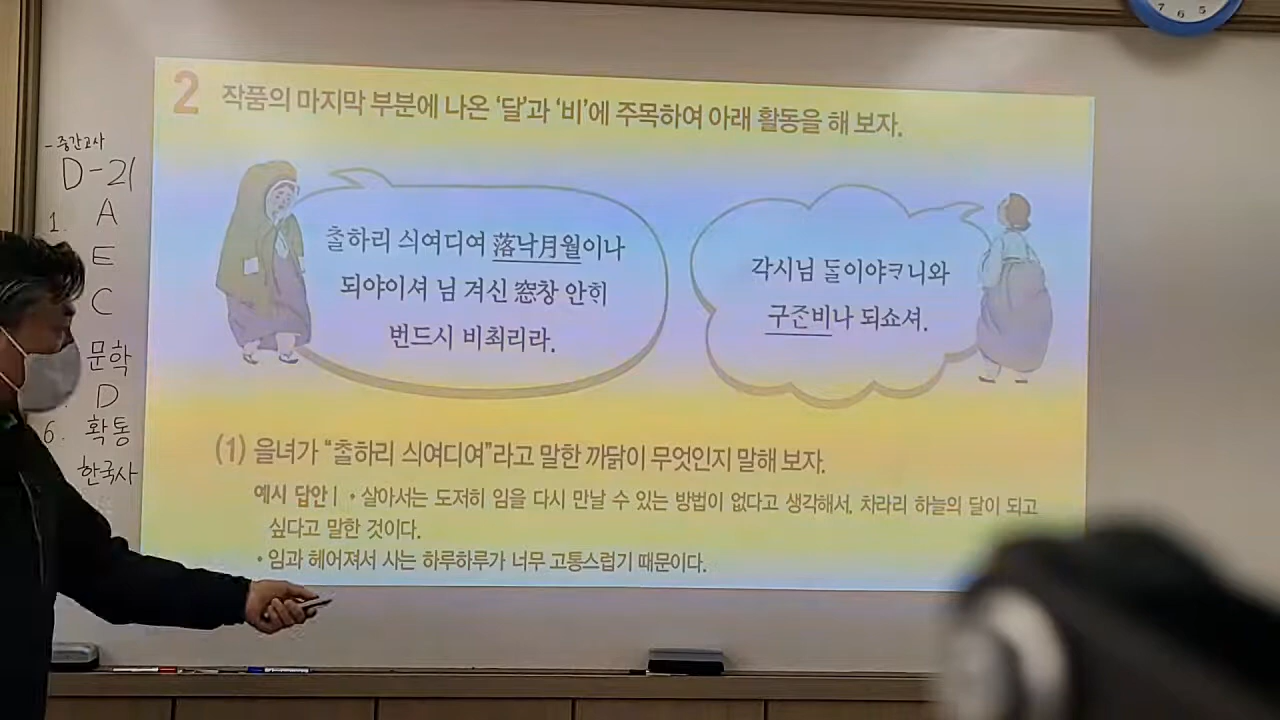 7 6 5
2 작품의 마지막 부분에 나온 ‘달’과 ‘비’에 주목하여 아래 활동을 해 보자.
-중간고사
D-21
1. A
E
C
문학
D
6. 확통
한국사
출하리 싀여디여 落낙月월이나
되야이셔 님 겨신 窓창 안히
번드시 비최리라.
각시님 돌이야ᄏ니와
구준비나 되쇼셔.
(1) 을녀가 “출하리 싀여디여”라고 말한 까닭이 무엇인지 말해 보자.
예시 답안ㅣ • 살아서는 도저히 임을 다시 만날 수 있는 방법이 없다고 생각해서, 차라리 하늘의 달이 되고
싶다고 말한 것이다.
• 임과 헤어져서 사는 하루하루가 너무 고통스럽기 때문이다.